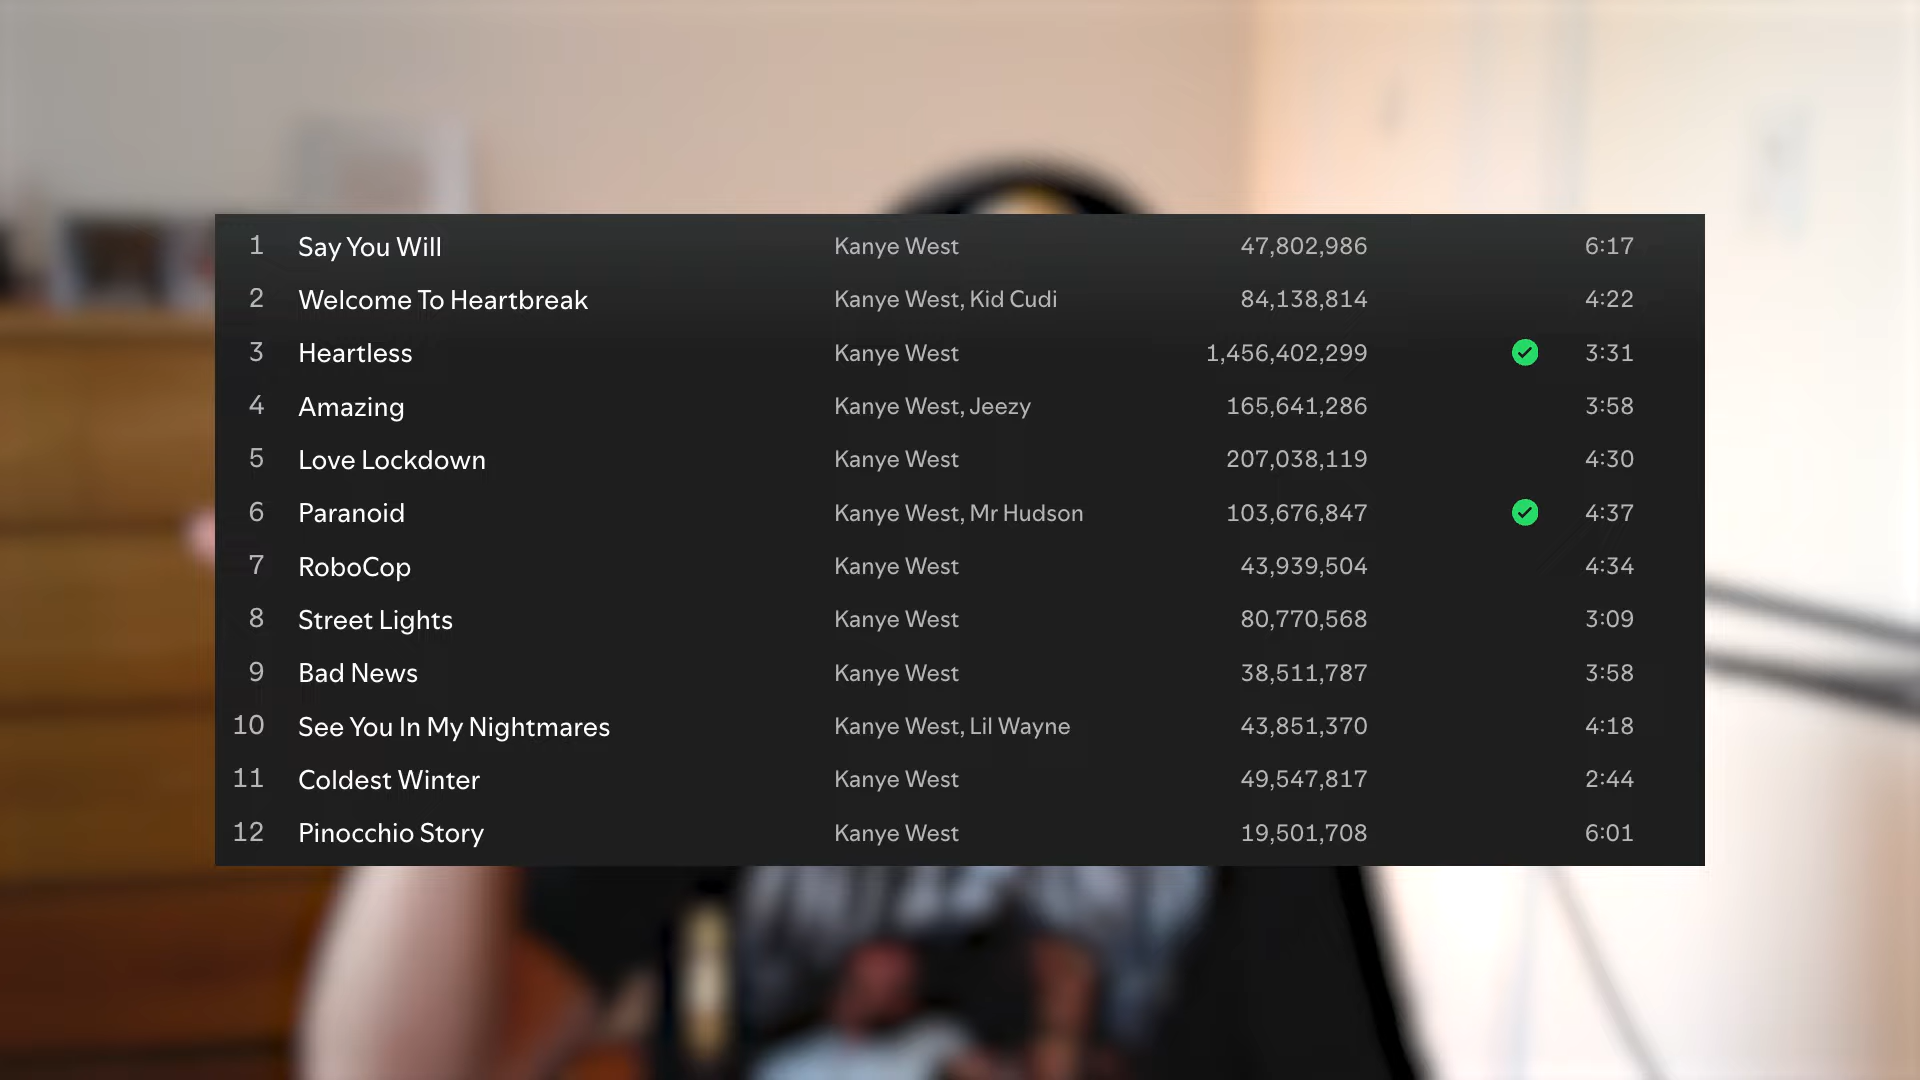 1 Say You Will Kanye West 47,802,986 6:17
2 Welcome To Heartbreak Kanye West, Kid Cudi 84,138,814 4:22
3 Heartless Kanye West 1,456,402,299 3:31
4 Amazing Kanye West, Jeezy 165,641,286 3:58
5 Love Lockdown Kanye West 207,038,119 4:30
6 Paranoid Kanye West, Mr Hudson 103,676,847 4:37
7 RoboCop Kanye West 43,939,504 4:34
8 Street Lights Kanye West 80,770,568 3:09
9 Bad News Kanye West 38,511,787 3:58
10 See You In My Nightmares Kanye West, Lil Wayne 43,851,370 4:18
11 Coldest Winter Kanye West 49,547,817 2:44
12 Pinocchio Story Kanye West 19,501,708 6:01